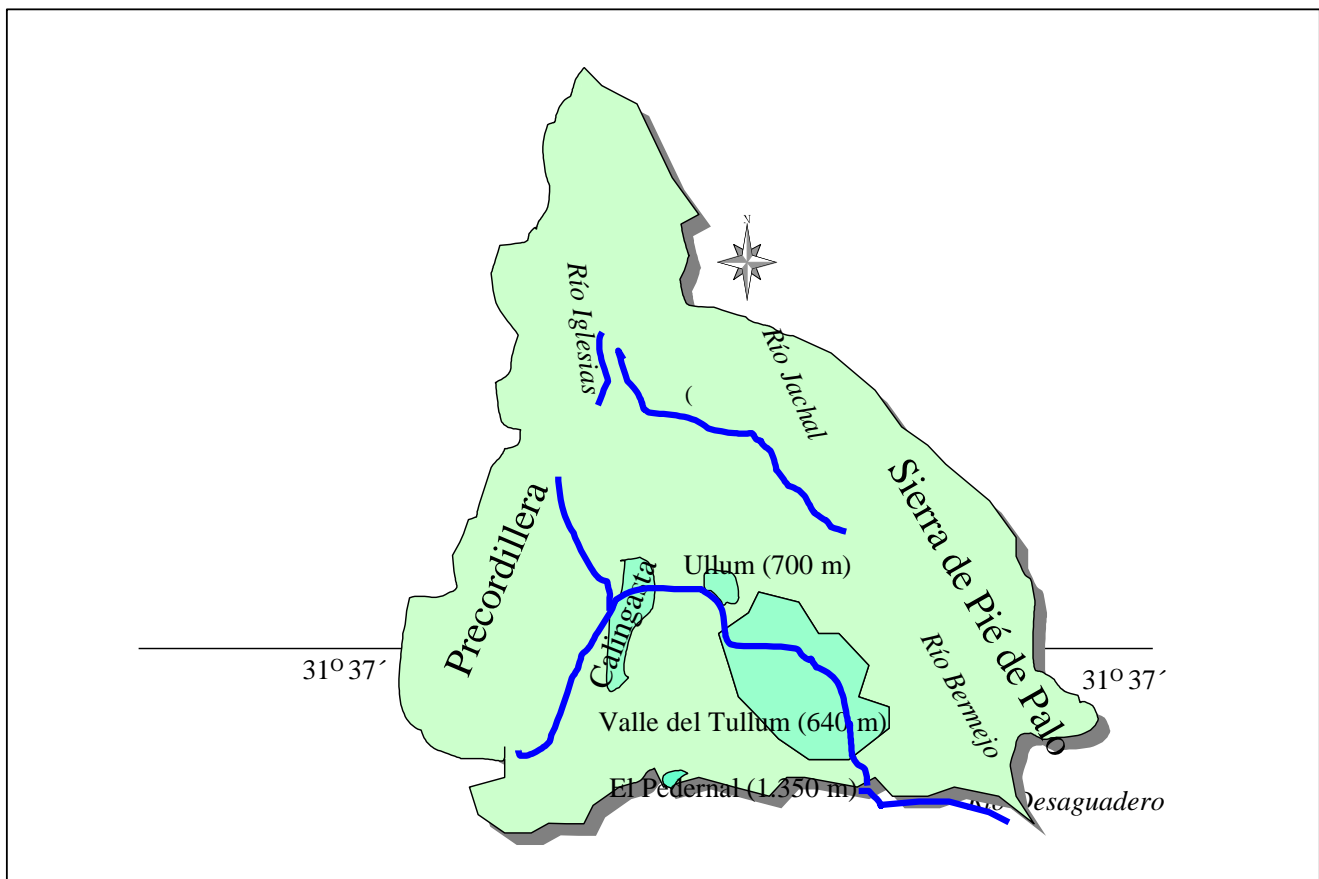 N
Río Iglesias
Río Jachal
(
Sierra de Pié de Palo
Precordillera
Ullum (700 m)
Calingasta
31O 37´
Río Bermejo
31O 37´
Valle del Tullum (640 m)
El Pedernal (1.350 m)
Río Desaguadero